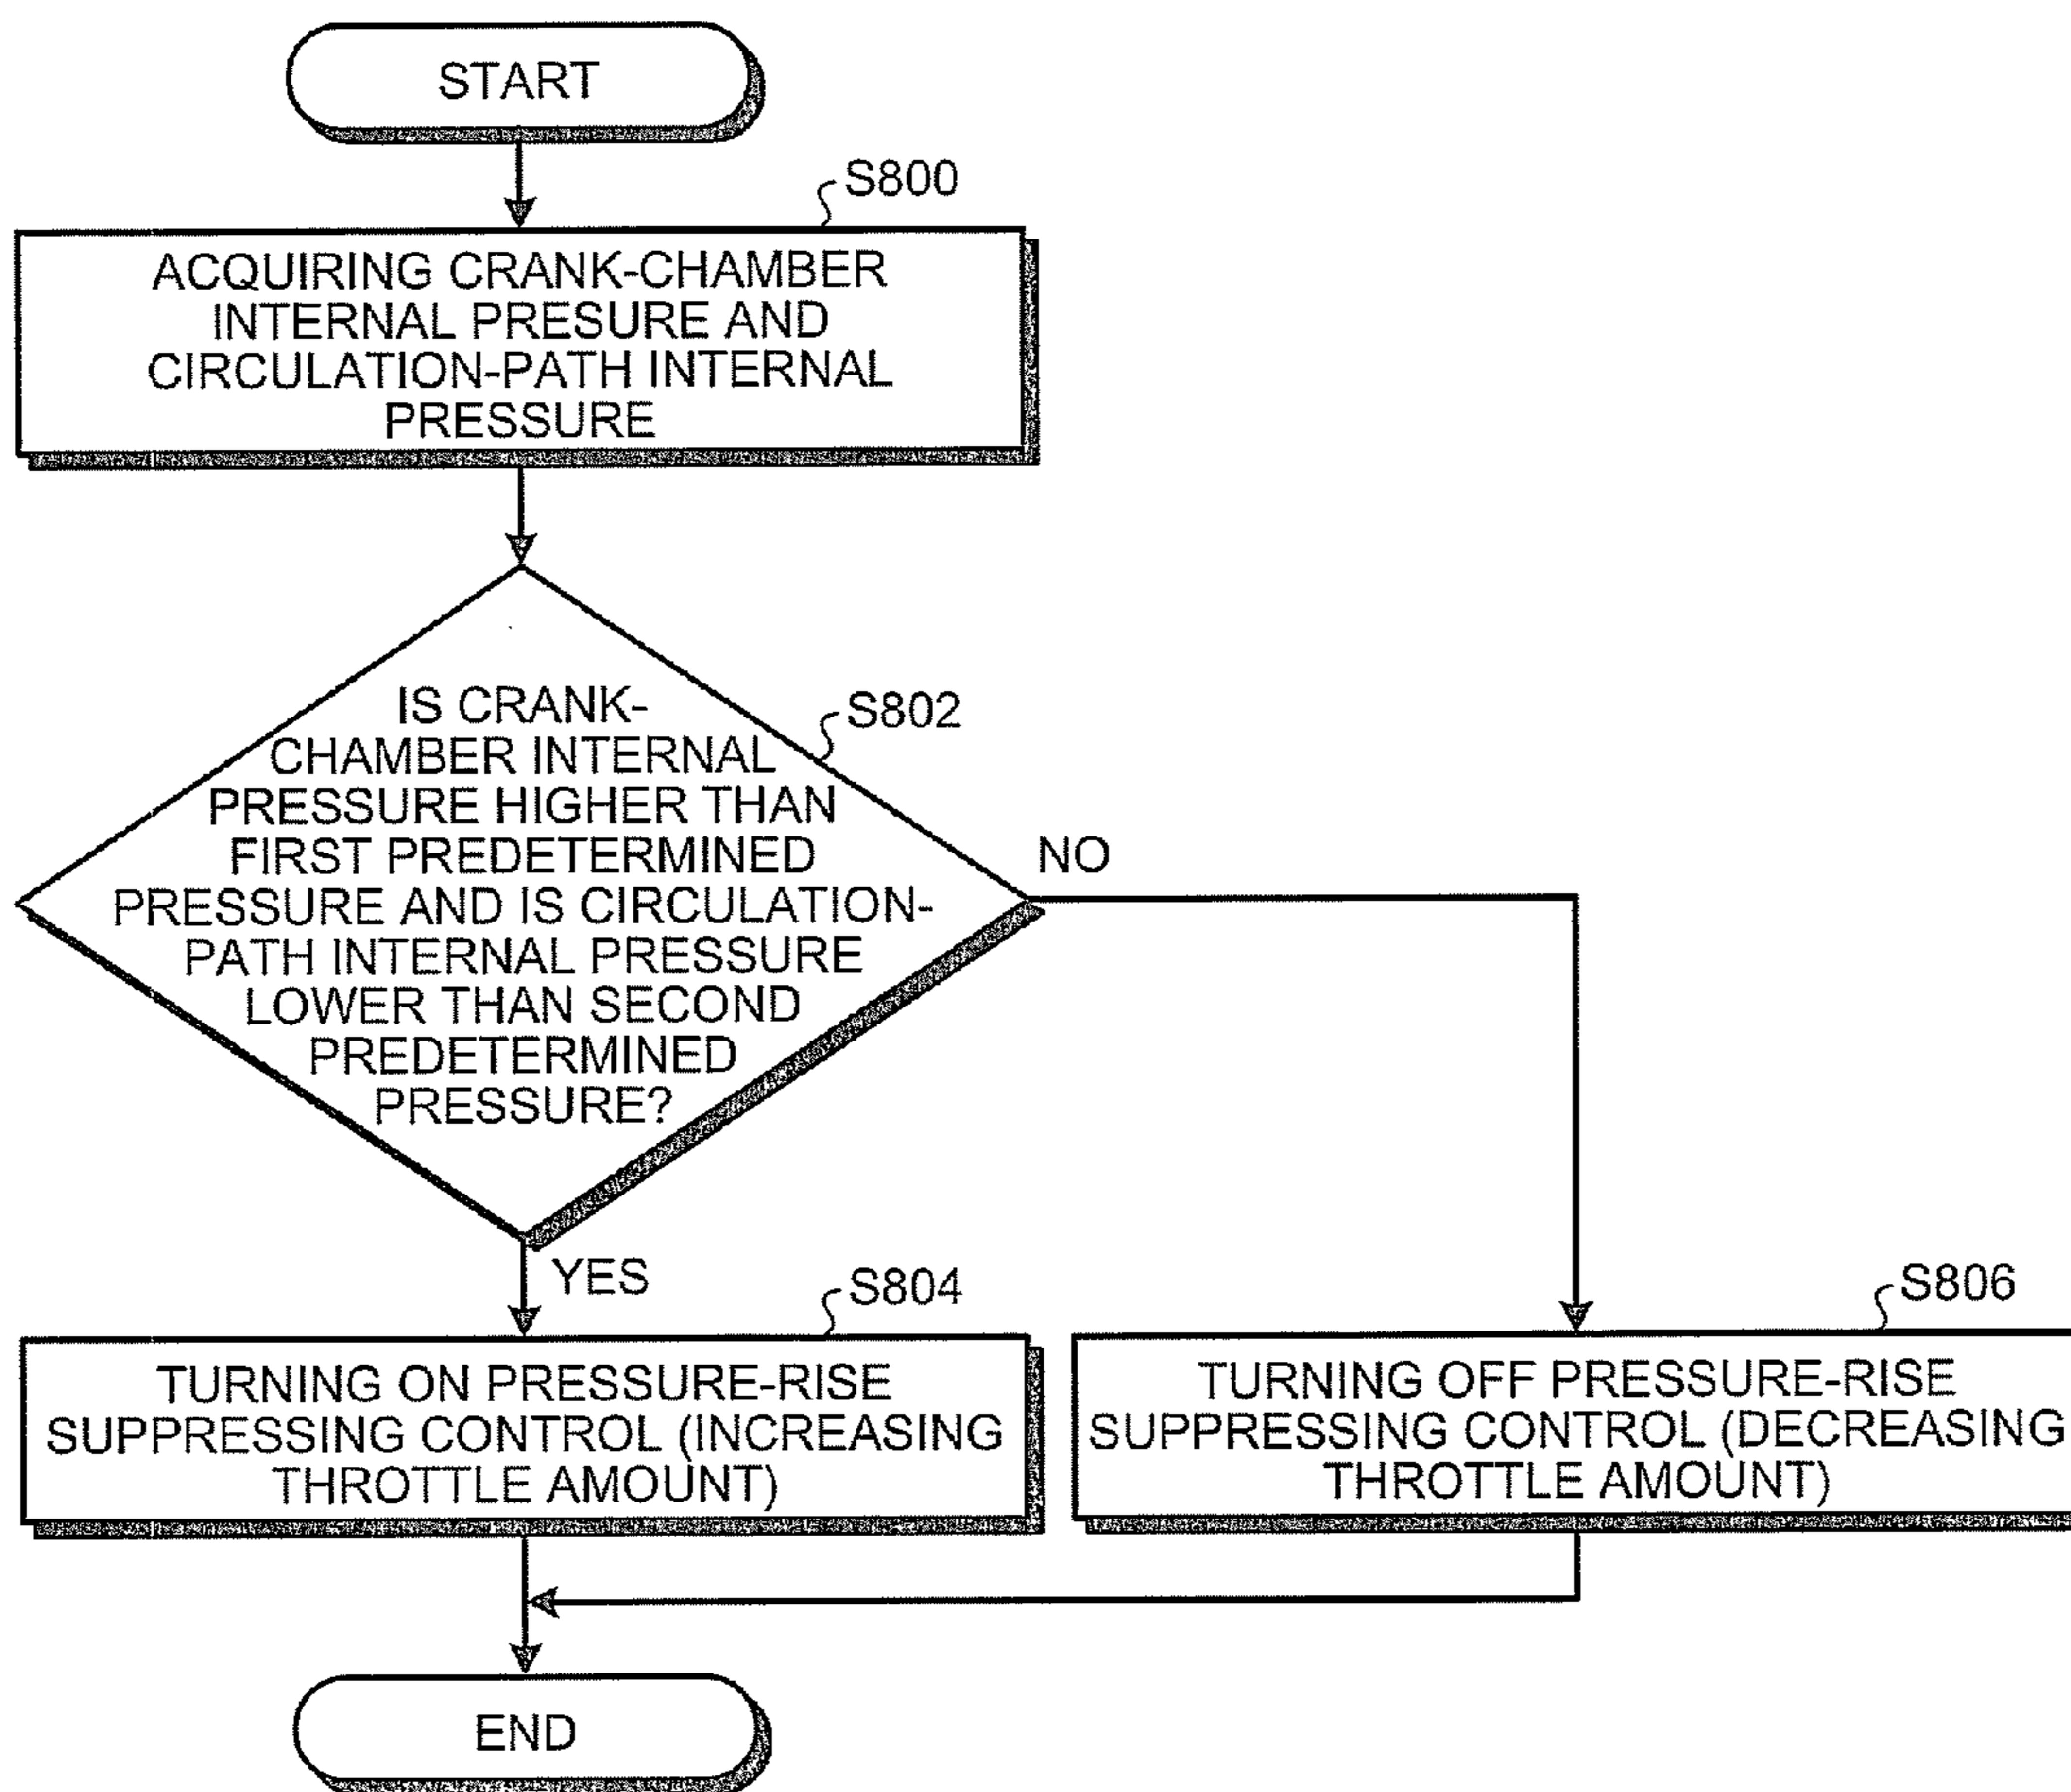 START
S800
ACQUIRING CRANK-CHAMBER
INTERNAL PRESURE AND
CIRCULATION-PATH INTERNAL
PRESSURE
S802
IS CRANK-
CHAMBER INTERNAL
PRESSURE HIGHER THAN
FIRST PREDETERMINED
PRESSURE AND IS CIRCULATION-
PATH INTERNAL PRESSURE
LOWER THAN SECOND
PREDETERMINED
PRESSURE?
NO
YES
S804
TURNING ON PRESSURE-RISE
SUPPRESSING CONTROL (INCREASING
THROTTLE AMOUNT)
S806
TURNING OFF PRESSURE-RISE
SUPPRESSING CONTROL (DECREASING
THROTTLE AMOUNT)
END